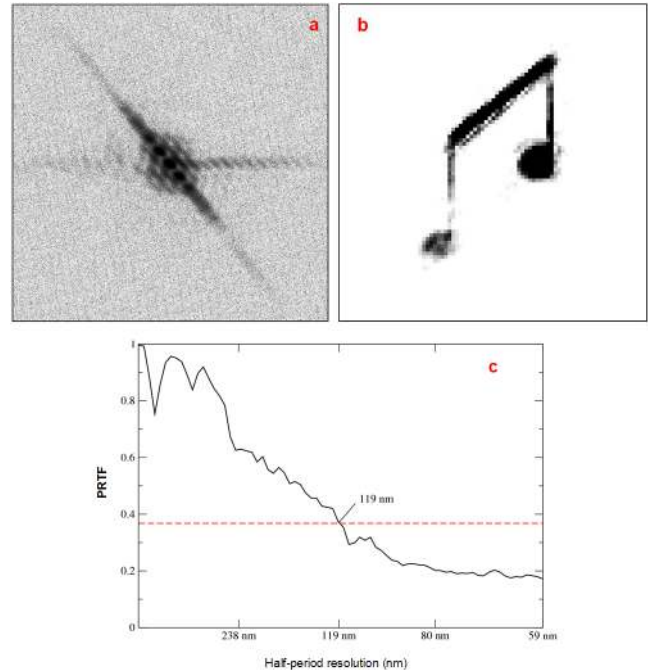 a
b
c
1
0.8
0.6
0.4
0.2
0
PRTF
119 nm
238 nm 119 nm 80 nm 59 nm
Half-period resolution (nm)